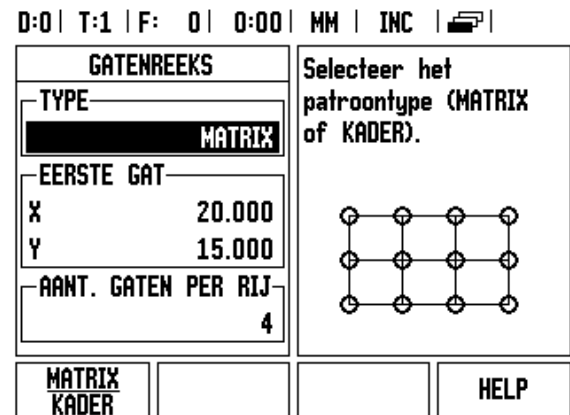 D:0 | T:1 | F: 0 | 0:00 | MM | INC
GATENREEKS
TYPE
MATRIX
EERSTE GAT
X 20.000
Y 15.000
AANT. GATEN PER RIJ
4
Selecteer het
patroontype (MATRIX
of KADER).
MATRIX
KADER
HELP